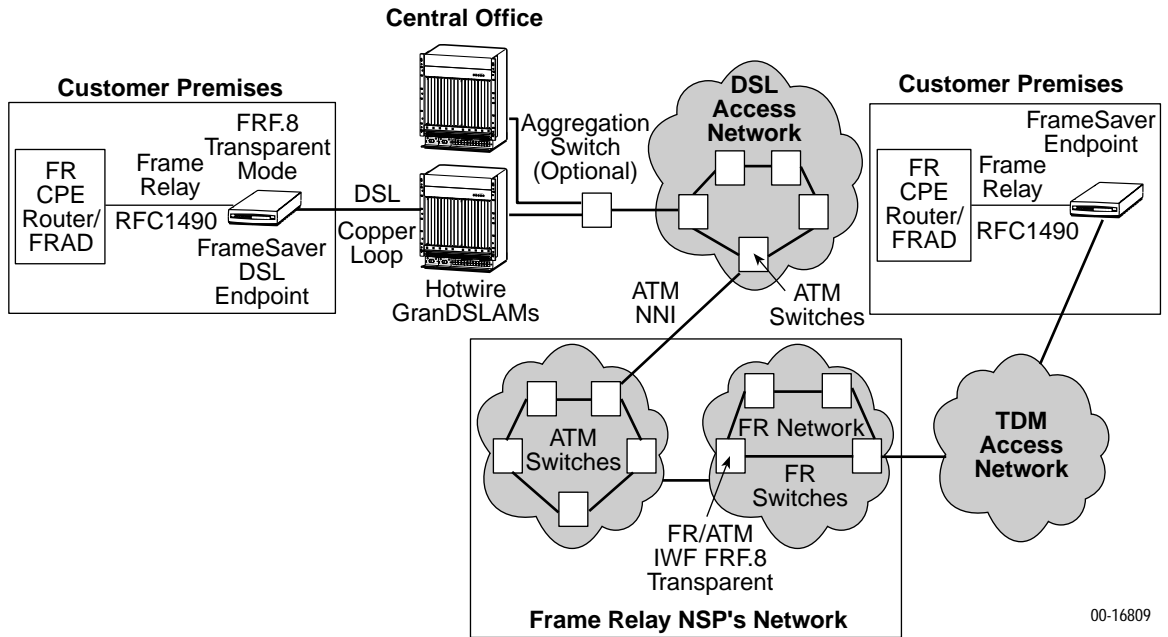 Central Office
Customer Premises
FR
CPE
Router/
FRAD
Frame
Relay
RFC1490
FRF.8
Transparent
Mode
FrameSaver
DSL
Endpoint
DSL
Copper
Loop
Hotwire
GranDSLAMs
Aggregation
Switch
(Optional)
DSL
Access
Network
ATM
Switches
ATM
NNI
Customer Premises
FrameSaver
Endpoint
FR
CPE
Router/
FRAD
Frame
Relay
RFC1490
ATM
Switches
FR Network
FR
Switches
FR/ATM
IWF FRF.8
Transparent
Frame Relay NSP's Network
TDM
Access
Network
00-16809